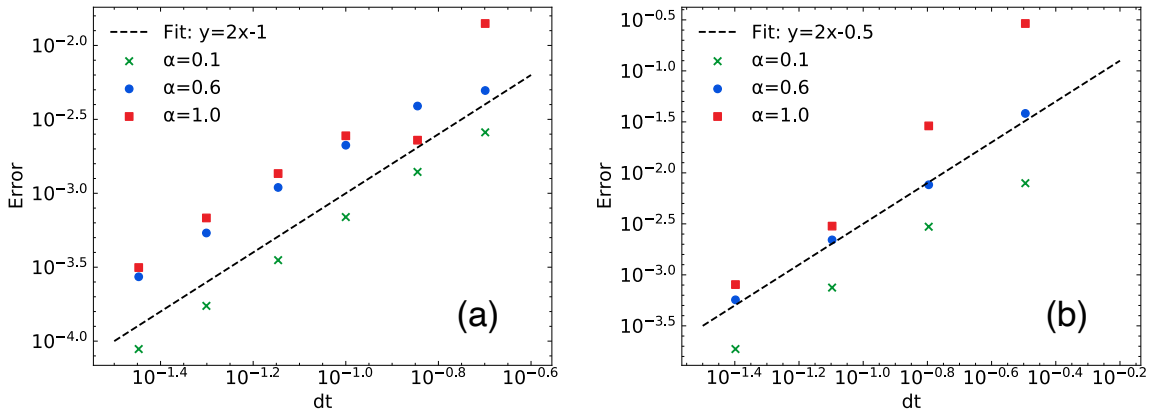 Fit: y=2x-1
α=0.1
α=0.6
α=1.0
10^−2.0
10^−2.5
10^−3.0
10^−3.5
10^−4.0
Error
10^−1.4
10^−1.2
10^−1.0
10^−0.8
10^−0.6
dt
(a)
Fit: y=2x-0.5
α=0.1
α=0.6
α=1.0
10^−0.5
10^−1.0
10^−1.5
10^−2.0
10^−2.5
10^−3.0
10^−3.5
Error
10^−1.4
10^−1.2
10^−1.0
10^−0.8
10^−0.6
10^−0.4
10^−0.2
dt
(b)